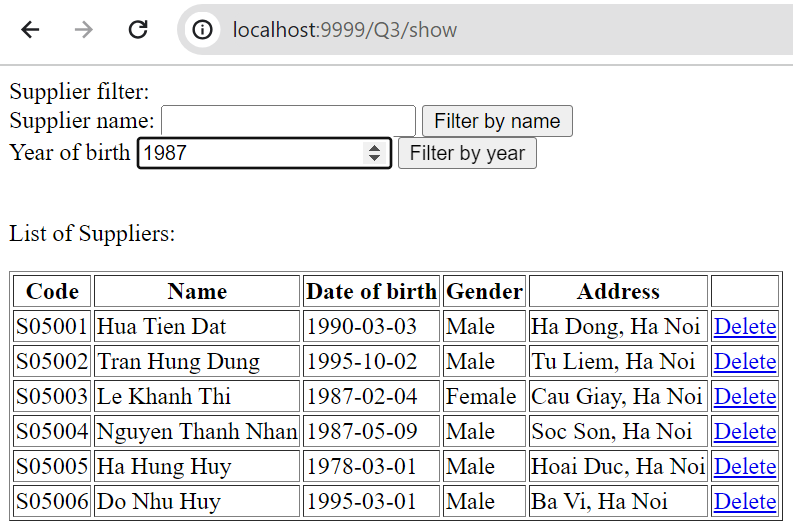 localhost:9999/Q3/show
Supplier filter:
Supplier name: Filter by name
Year of birth 1987 Filter by year
List of Suppliers:
Code Name Date of birth Gender Address
S05001 Hua Tien Dat 1990-03-03 Male Ha Dong, Ha Noi Delete
S05002 Tran Hung Dung 1995-10-02 Male Tu Liem, Ha Noi Delete
S05003 Le Khanh Thi 1987-02-04 Female Cau Giay, Ha Noi Delete
S05004 Nguyen Thanh Nhan 1987-05-09 Male Soc Son, Ha Noi Delete
S05005 Ha Hung Huy 1978-03-01 Male Hoai Duc, Ha Noi Delete
S05006 Do Nhu Huy 1995-03-01 Male Ba Vi, Ha Noi Delete